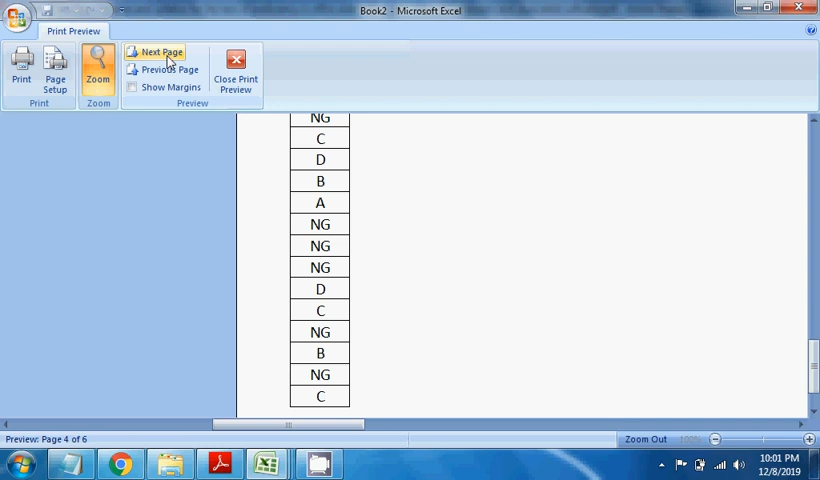 Book2 - Microsoft Excel
Print Preview
Print
Page Setup
Zoom
Next Page
Previous Page
Show Margins
Close Print Preview
Print
Zoom
Preview
NG
C
D
B
A
NG
NG
NG
D
C
NG
B
NG
C
Preview: Page 4 of 6
Zoom Out 100%
10:01 PM
12/8/2019